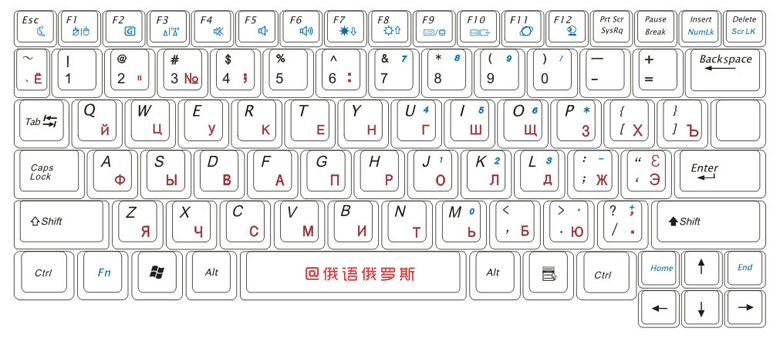 Esc F1 F2 F3 F4 F5 F6 F7 F8 F9 F10 F11 F12 Prt Scr SysRq Pause Break Insert NumLk Delete Scr LK
~ ` Ё ! 1 @ 2 " # 3 № $ 4 ; % 5 ^ 6 : & 7 7 * 8 8 ( 9 9 ) 0 / — - + = Backspace
Tab Q Й W Ц E У R К T Е Y Н U 4 Г I 5 Ш O 6 Щ P * З { [ Х } ] Ъ
Caps Lock A Ф S Ы D В F А G П H Р J 1 О K 2 Л L 3 Д : - ; Ж " ' Э Enter
Shift Z Я X Ч C С V М B И N Т M 0 Ь < , Б > . . Ю ? + / . Shift
Ctrl Fn Alt @俄语俄罗斯 Alt Ctrl Home End